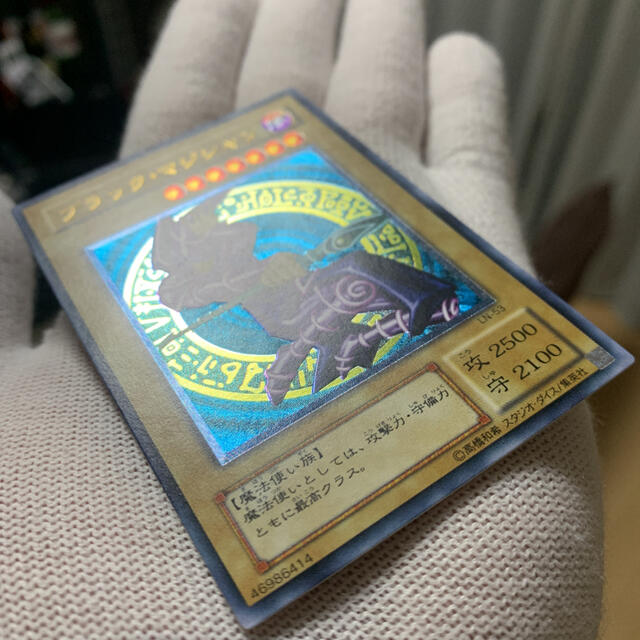 ブラック・マジシャン
LN-53
攻 2500
守 2100
【魔法使い族】
魔法使いとしては、攻撃力・守備力
ともに最高クラス。
46986414
©高橋和希 スタジオ・ダイス/集英社